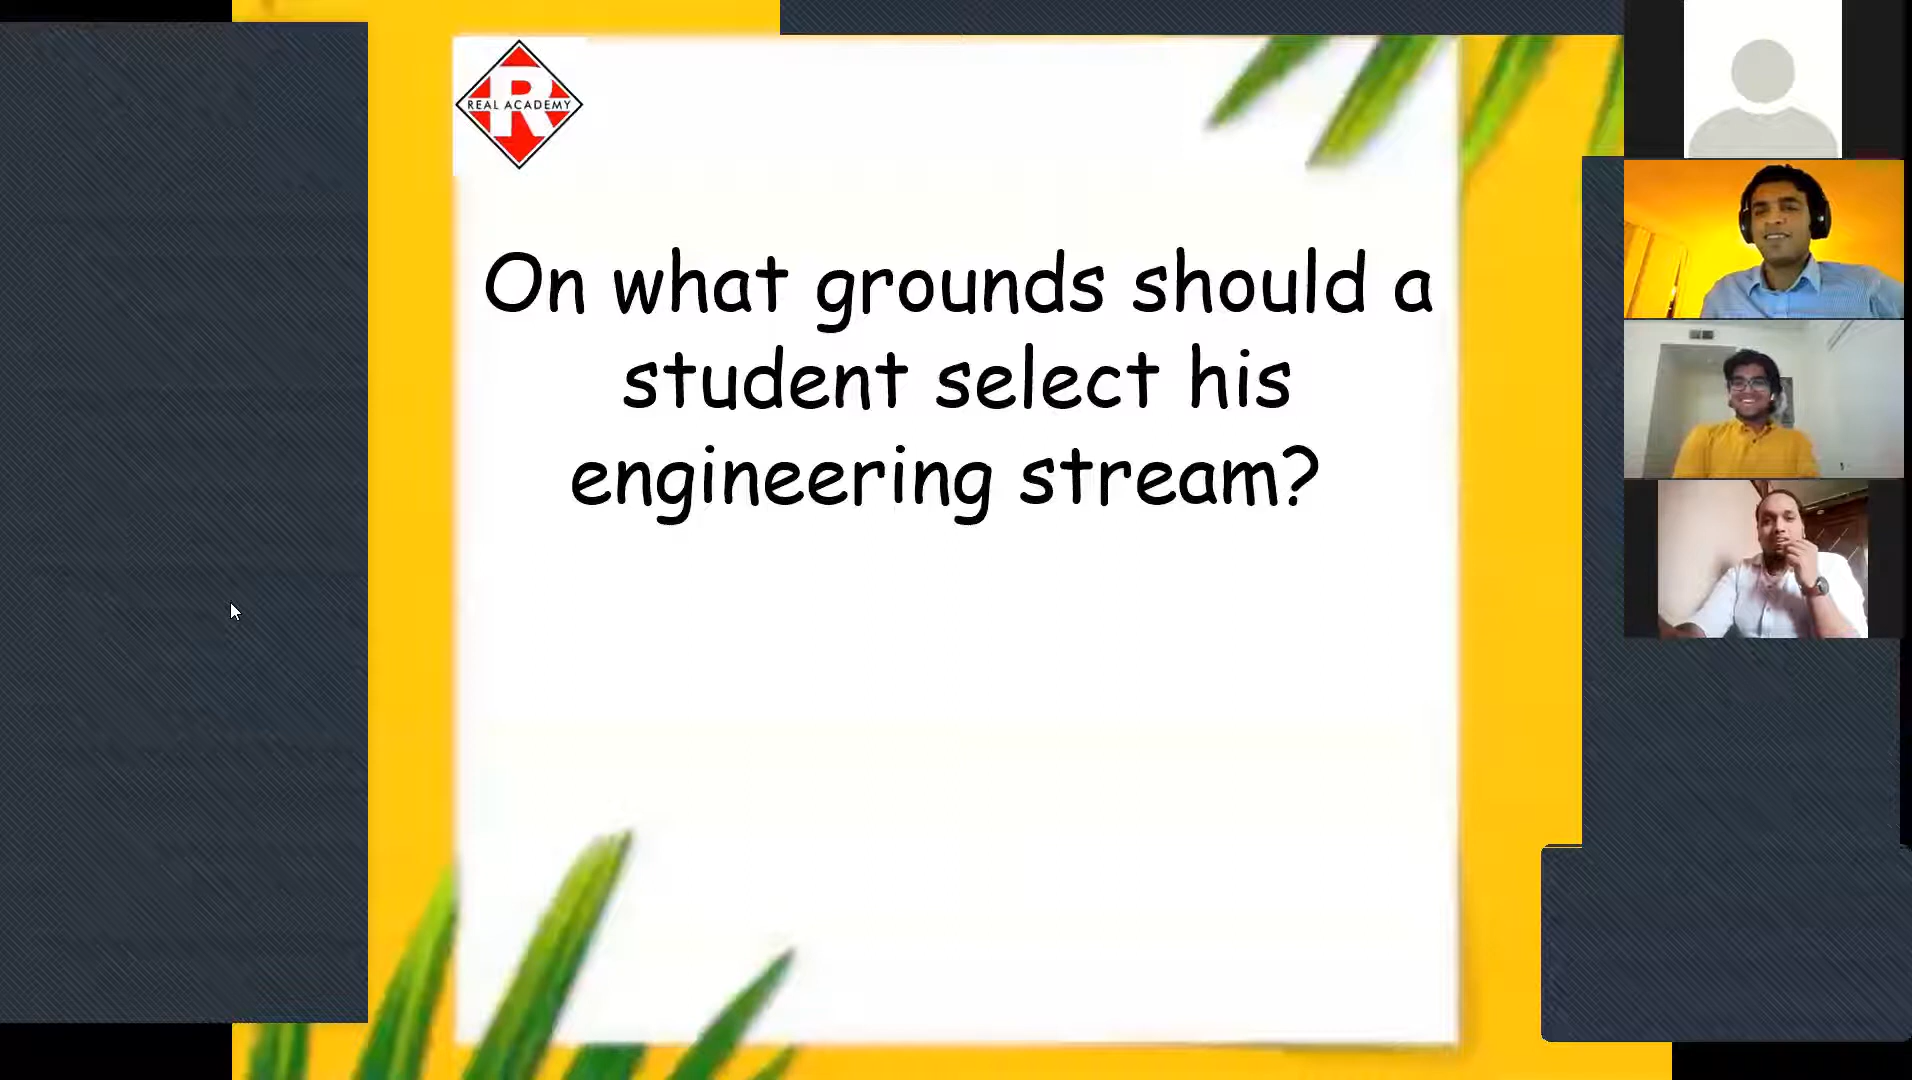 REAL ACADEMY
On what grounds should a
student select his
engineering stream?